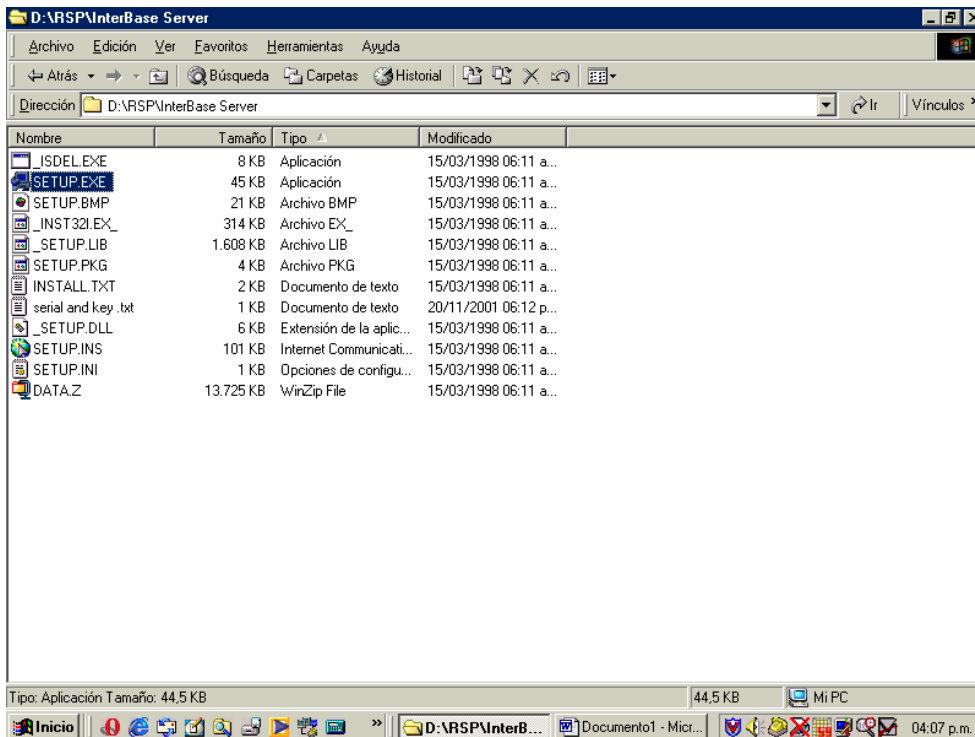 D:\RSP\InterBase Server
Archivo Edición Ver Favoritos Herramientas Ayuda
Atrás Búsqueda Carpetas Historial
Dirección D:\RSP\InterBase Server Ir Vínculos »
Nombre Tamaño Tipo Modificado
_ISDEL.EXE 8 KB Aplicación 15/03/1998 06:11 a...
SETUP.EXE 45 KB Aplicación 15/03/1998 06:11 a...
SETUP.BMP 21 KB Archivo BMP 15/03/1998 06:11 a...
_INST32I.EX_ 314 KB Archivo EX_ 15/03/1998 06:11 a...
_SETUP.LIB 1.608 KB Archivo LIB 15/03/1998 06:11 a...
SETUP.PKG 4 KB Archivo PKG 15/03/1998 06:11 a...
INSTALL.TXT 2 KB Documento de texto 15/03/1998 06:11 a...
serial and key .txt 1 KB Documento de texto 20/11/2001 06:12 p...
_SETUP.DLL 6 KB Extensión de la aplic... 15/03/1998 06:11 a...
SETUP.INS 101 KB Internet Communicati... 15/03/1998 06:11 a...
SETUP.INI 1 KB Opciones de configu... 15/03/1998 06:11 a...
DATA.Z 13.725 KB WinZip File 15/03/1998 06:11 a...
Tipo: Aplicación Tamaño: 44,5 KB 44,5 KB Mi PC
Inicio » D:\RSP\InterB... Documento1 - Micr... 04:07 p.m.